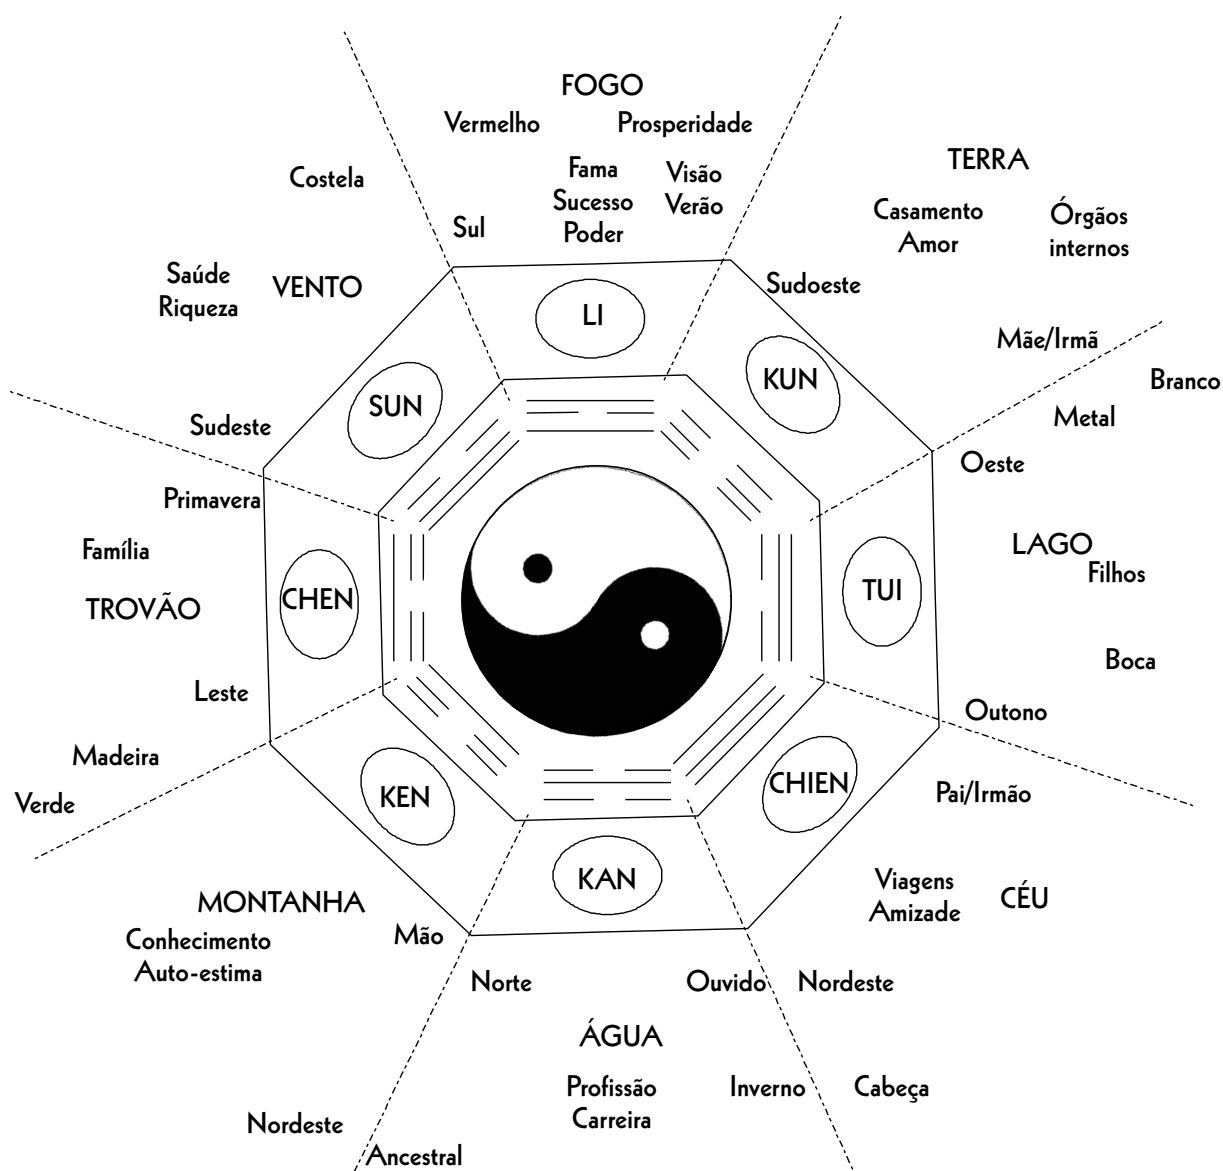 FOGO
Vermelho
Prosperidade
Fama
Sucesso
Poder
Visão
Verão
Sul
LI
TERRA
Casamento
Amor
Órgãos
internos
Sudoeste
Mãe/Irmã
KUN
Branco
Metal
Oeste
LAGO
Filhos
TUI
Boca
Outono
Pai/Irmão
CHIEN
Viagens
Amizade
CÉU
Nordeste
Cabeça
KAN
Norte
Ouvido
ÁGUA
Profissão
Carreira
Inverno
Ancestral
KEN
MONTANHA
Mão
Conhecimento
Auto-estima
Nordeste
Primavera
Família
TROVÃO
CHEN
Leste
Madeira
Verde
Costela
Saúde
Riqueza
VENTO
SUN
Sudeste